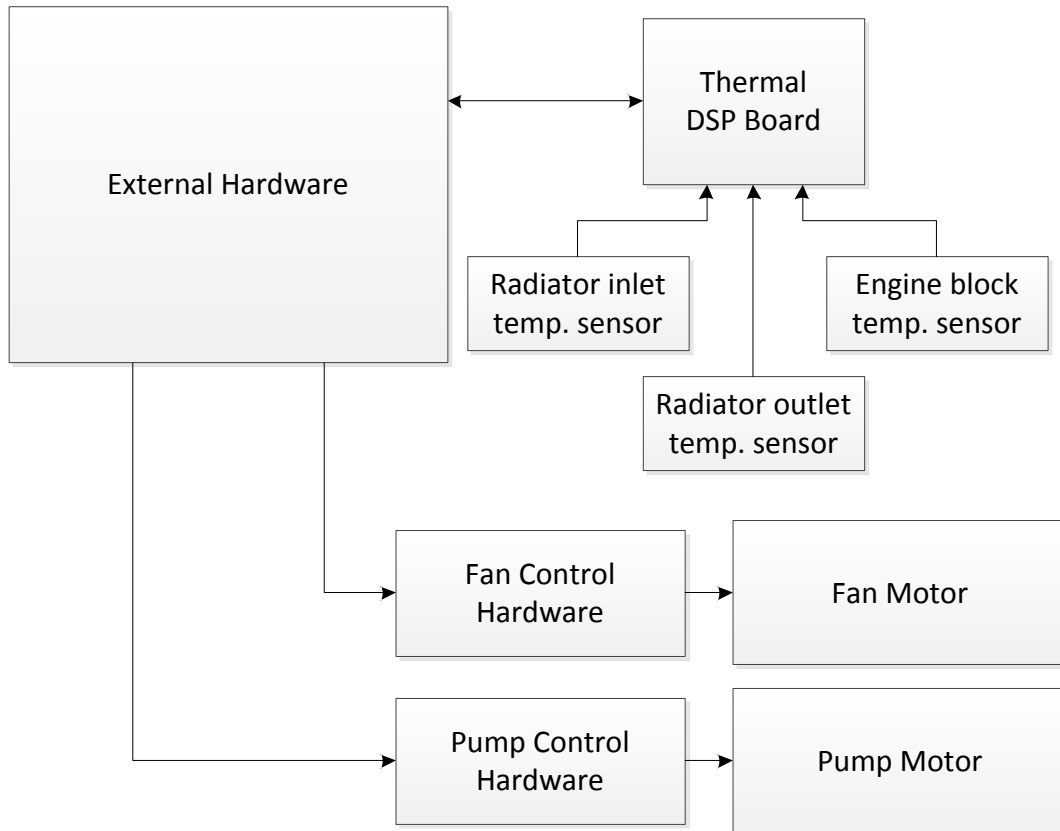 Thermal
DSP Board
External Hardware
Radiator inlet
temp. sensor
Engine block
temp. sensor
Radiator outlet
temp. sensor
Fan Control
Hardware
Fan Motor
Pump Control
Hardware
Pump Motor